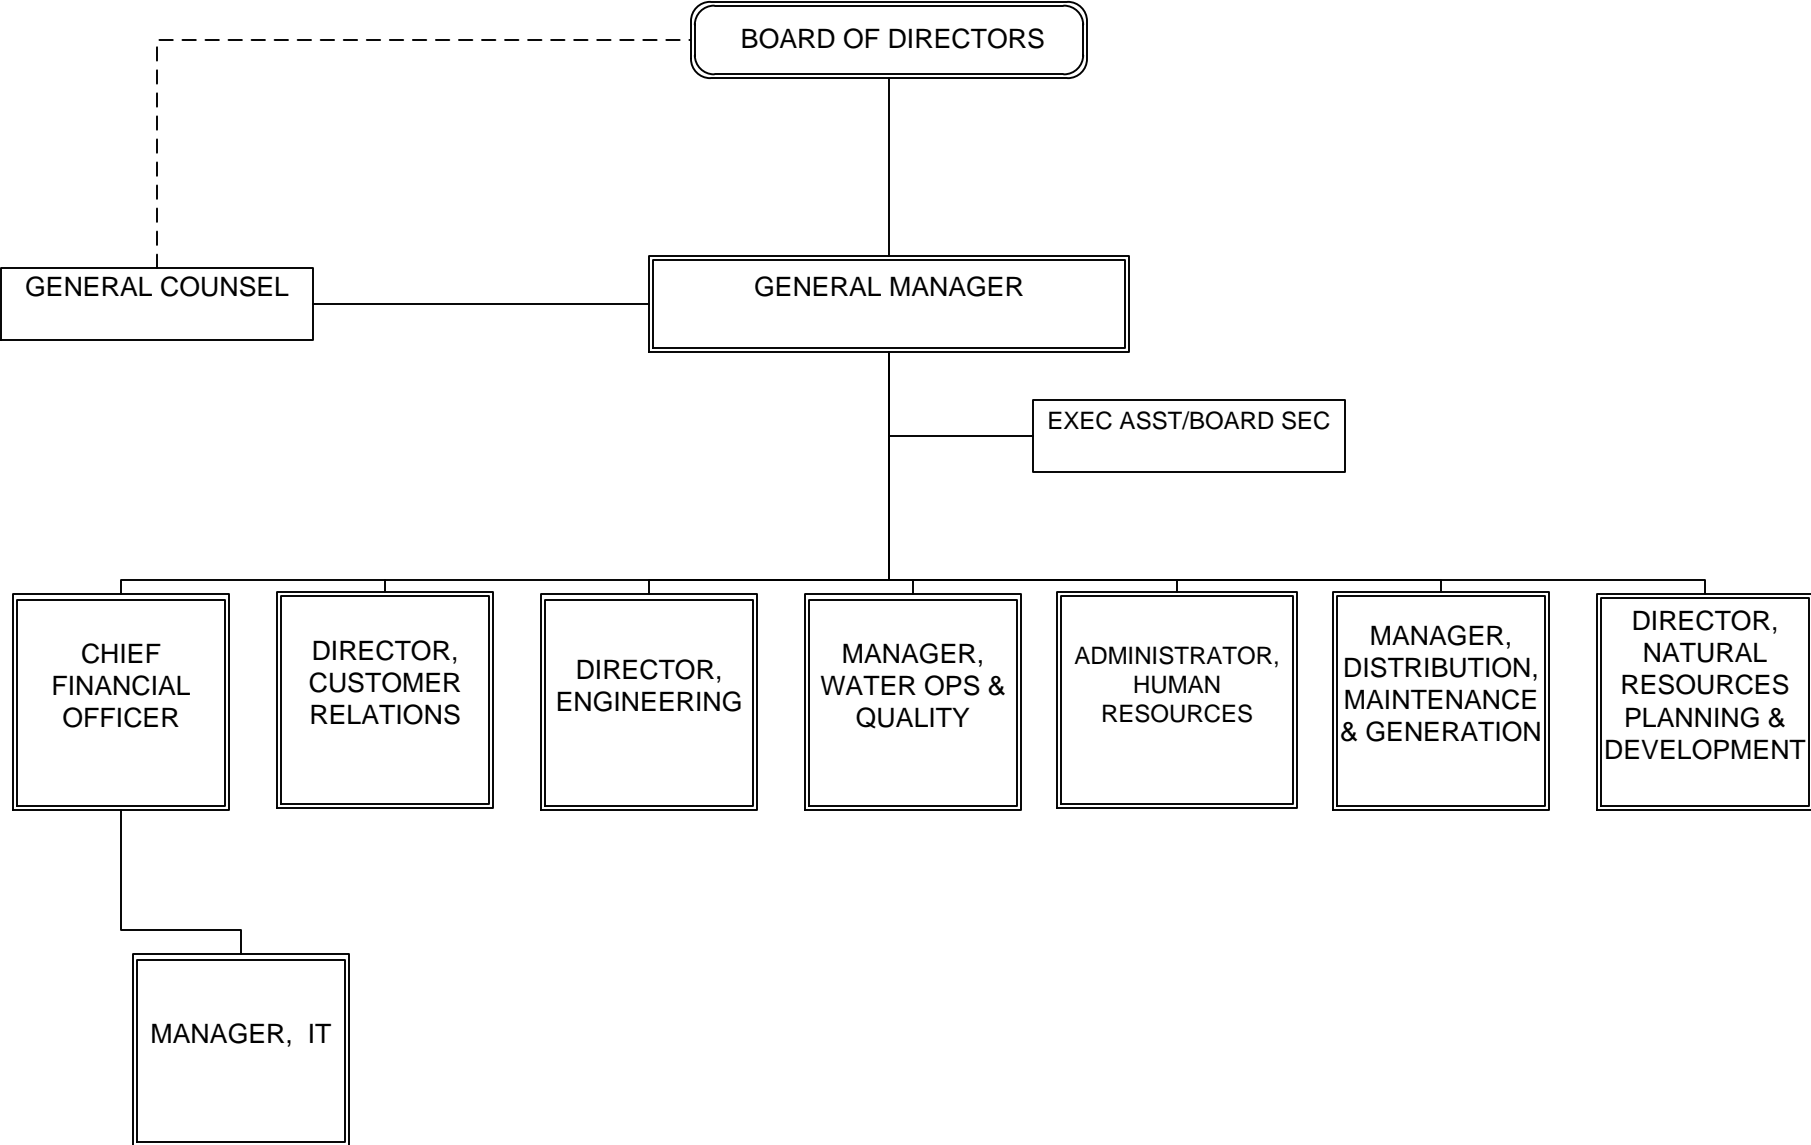 BOARD OF DIRECTORS
GENERAL COUNSEL
GENERAL MANAGER
EXEC ASST/BOARD SEC
CHIEF
FINANCIAL
OFFICER
DIRECTOR,
CUSTOMER
RELATIONS
DIRECTOR,
ENGINEERING
MANAGER,
WATER OPS &
QUALITY
ADMINISTRATOR,
HUMAN
RESOURCES
MANAGER,
DISTRIBUTION,
MAINTENANCE
& GENERATION
DIRECTOR,
NATURAL
RESOURCES
PLANNING &
DEVELOPMENT
MANAGER,  IT